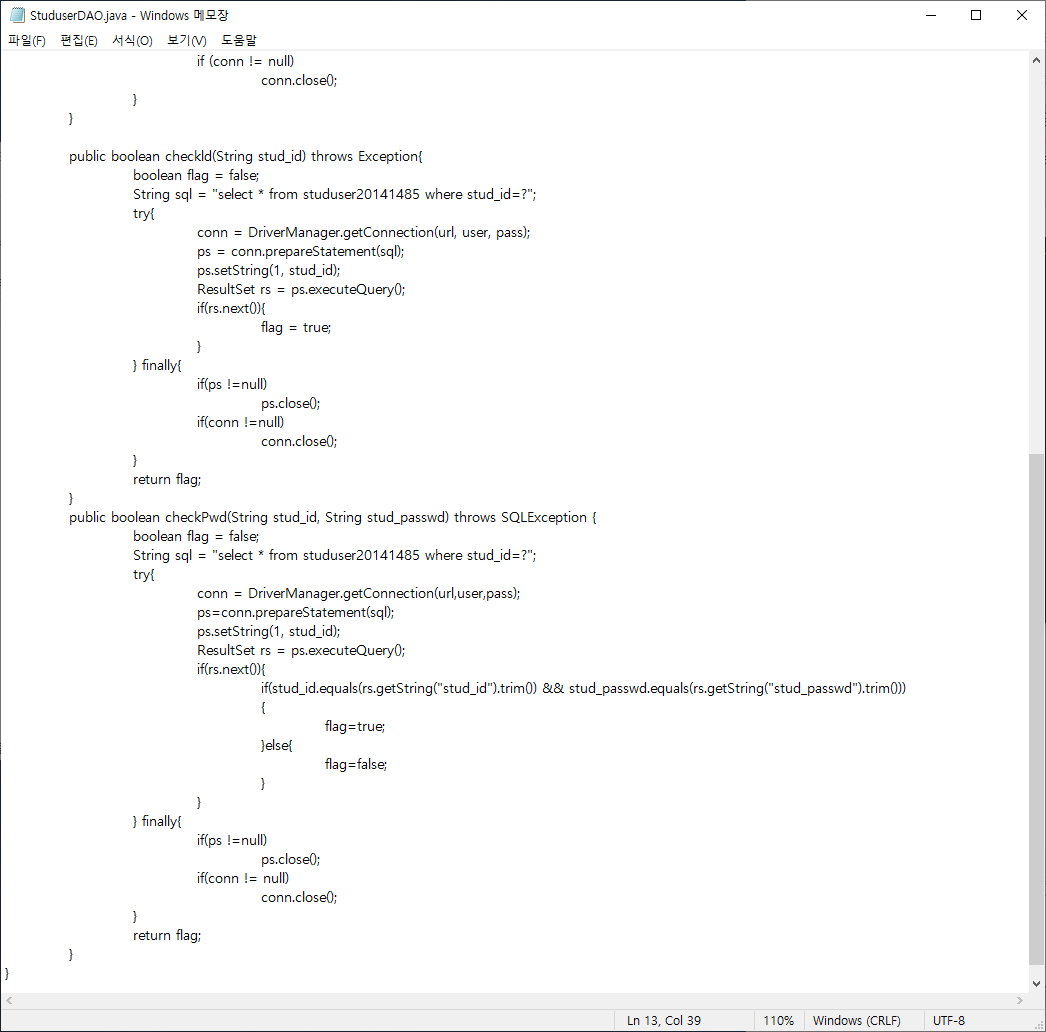 StuduserDAO.java - Windows 메모장
파일(F) 편집(E) 서식(O) 보기(V) 도움말
if (conn != null)
conn.close();
}
}
public boolean checkId(String stud_id) throws Exception{
boolean flag = false;
String sql = "select * from studuser20141485 where stud_id=?";
try{
conn = DriverManager.getConnection(url, user, pass);
ps = conn.prepareStatement(sql);
ps.setString(1, stud_id);
ResultSet rs = ps.executeQuery();
if(rs.next()){
flag = true;
}
} finally{
if(ps !=null)
ps.close();
if(conn !=null)
conn.close();
}
return flag;
}
public boolean checkPwd(String stud_id, String stud_passwd) throws SQLException {
boolean flag = false;
String sql = "select * from studuser20141485 where stud_id=?";
try{
conn = DriverManager.getConnection(url,user,pass);
ps=conn.prepareStatement(sql);
ps.setString(1, stud_id);
ResultSet rs = ps.executeQuery();
if(rs.next()){
if(stud_id.equals(rs.getString("stud_id").trim()) && stud_passwd.equals(rs.getString("stud_passwd").trim()))
{
flag=true;
}else{
flag=false;
}
}
} finally{
if(ps !=null)
ps.close();
if(conn != null)
conn.close();
}
return flag;
}
}
Ln 13, Col 39 110% Windows (CRLF) UTF-8